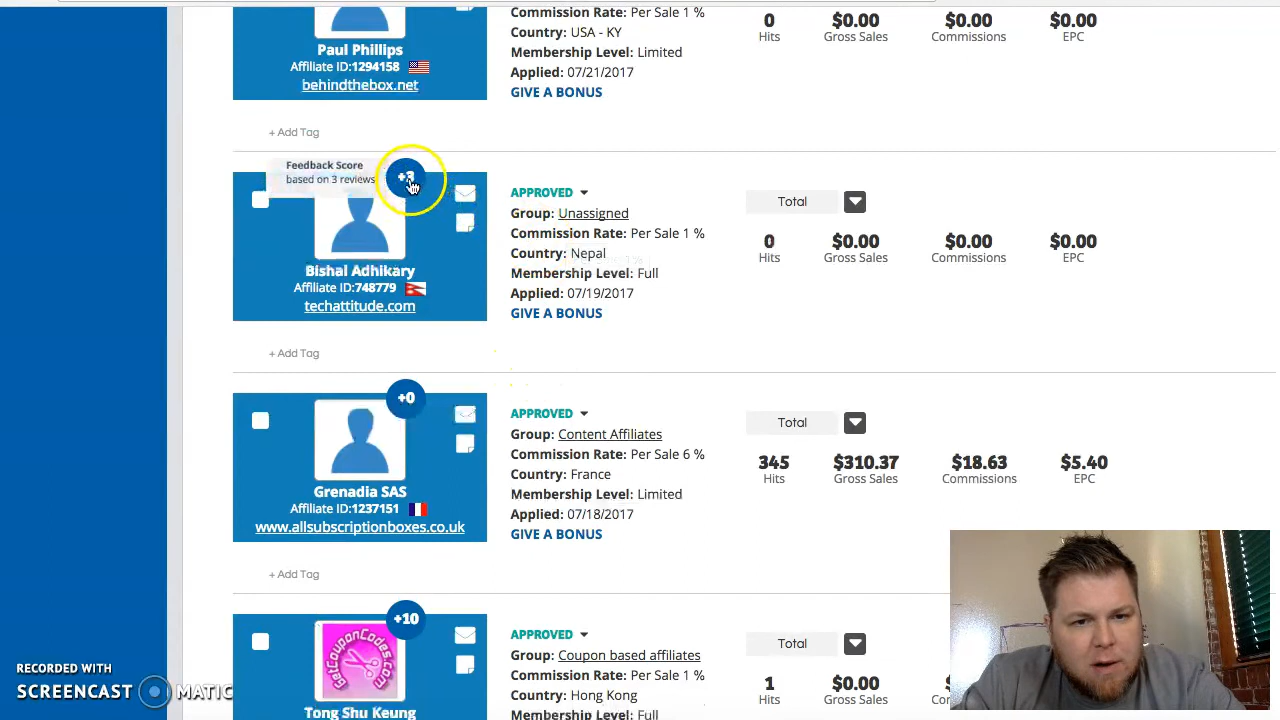 Commission Rate: Per Sale 1 %
Country: USA - KY
Membership Level: Limited
Applied: 07/21/2017
GIVE A BONUS
Paul Phillips
Affiliate ID:1294158
behindthebox.net
0
Hits
$0.00
Gross Sales
$0.00
Commissions
$0.00
EPC
+ Add Tag
Feedback Score
based on 3 reviews
+3
Bishal Adhikary
Affiliate ID:748779
techattitude.com
APPROVED
Group: Unassigned
Commission Rate: Per Sale 1 %
Country: Nepal
Membership Level: Full
Applied: 07/19/2017
GIVE A BONUS
Total
0
Hits
$0.00
Gross Sales
$0.00
Commissions
$0.00
EPC
+ Add Tag
+0
Grenadia SAS
Affiliate ID:1237151
www.allsubscriptionboxes.co.uk
APPROVED
Group: Content Affiliates
Commission Rate: Per Sale 6 %
Country: France
Membership Level: Limited
Applied: 07/18/2017
GIVE A BONUS
Total
345
Hits
$310.37
Gross Sales
$18.63
Commissions
$5.40
EPC
+ Add Tag
+10
GetCouponCodes.com
Tong Shu Keung
APPROVED
Group: Coupon based affiliates
Commission Rate: Per Sale 1 %
Country: Hong Kong
Membership Level: Full
Total
1
Hits
$0.00
Gross Sales
RECORDED WITH
SCREENCAST MATIC